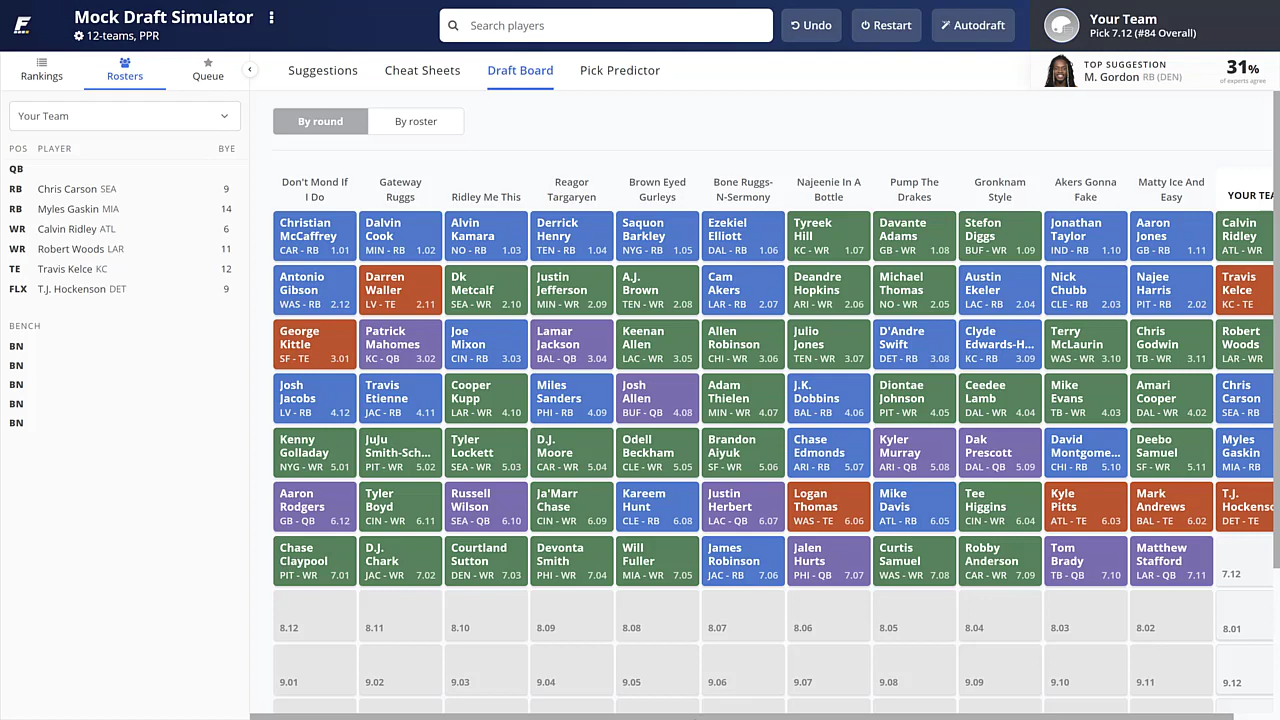 Mock Draft Simulator
12-teams, PPR
Search players
Undo
Restart
Autodraft
Your Team
Pick 7.12 (#84 Overall)
Rankings
Rosters
Queue
Suggestions
Cheat Sheets
Draft Board
Pick Predictor
TOP SUGGESTION
M. Gordon RB (DEN)
31%
of experts agree
Your Team
POS PLAYER BYE
QB
RB Chris Carson SEA 9
RB Myles Gaskin MIA 14
WR Calvin Ridley ATL 6
WR Robert Woods LAR 11
TE Travis Kelce KC 12
FLX T.J. Hockenson DET 9
BENCH
BN
BN
BN
BN
BN
By round
By roster
Don't Mond If I Do
Gateway Ruggs
Ridley Me This
Reagor Targaryen
Brown Eyed Gurleys
Bone Ruggs-N-Sermony
Najeenie In A Bottle
Pump The Drakes
Gronknam Style
Akers Gonna Fake
Matty Ice And Easy
YOUR TEA
Christian McCaffrey CAR - RB 1.01
Dalvin Cook MIN - RB 1.02
Alvin Kamara NO - RB 1.03
Derrick Henry TEN - RB 1.04
Saquon Barkley NYG - RB 1.05
Ezekiel Elliott DAL - RB 1.06
Tyreek Hill KC - WR 1.07
Davante Adams GB - WR 1.08
Stefon Diggs BUF - WR 1.09
Jonathan Taylor IND - RB 1.10
Aaron Jones GB - RB 1.11
Calvin Ridley ATL - WR
Antonio Gibson WAS - RB 2.12
Darren Waller LV - TE 2.11
Dk Metcalf SEA - WR 2.10
Justin Jefferson MIN - WR 2.09
A.J. Brown TEN - WR 2.08
Cam Akers LAR - RB 2.07
Deandre Hopkins ARI - WR 2.06
Michael Thomas NO - WR 2.05
Austin Ekeler LAC - RB 2.04
Nick Chubb CLE - RB 2.03
Najee Harris PIT - RB 2.02
Travis Kelce KC - TE
George Kittle SF - TE 3.01
Patrick Mahomes KC - QB 3.02
Joe Mixon CIN - RB 3.03
Lamar Jackson BAL - QB 3.04
Keenan Allen LAC - WR 3.05
Allen Robinson CHI - WR 3.06
Julio Jones TEN - WR 3.07
D'Andre Swift DET - RB 3.08
Clyde Edwards-H... KC - RB 3.09
Terry McLaurin WAS - WR 3.10
Chris Godwin TB - WR 3.11
Robert Woods LAR - WR
Josh Jacobs LV - RB 4.12
Travis Etienne JAC - RB 4.11
Cooper Kupp LAR - WR 4.10
Miles Sanders PHI - RB 4.09
Josh Allen BUF - QB 4.08
Adam Thielen MIN - WR 4.07
J.K. Dobbins BAL - RB 4.06
Diontae Johnson PIT - WR 4.05
Ceedee Lamb DAL - WR 4.04
Mike Evans TB - WR 4.03
Amari Cooper DAL - WR 4.02
Chris Carson SEA - RB
Kenny Golladay NYG - WR 5.01
JuJu Smith-Sch... PIT - WR 5.02
Tyler Lockett SEA - WR 5.03
D.J. Moore CAR - WR 5.04
Odell Beckham CLE - WR 5.05
Brandon Aiyuk SF - WR 5.06
Chase Edmonds ARI - RB 5.07
Kyler Murray ARI - QB 5.08
Dak Prescott DAL - QB 5.09
David Montgome... CHI - RB 5.10
Deebo Samuel SF - WR 5.11
Myles Gaskin MIA - RB
Aaron Rodgers GB - QB 6.12
Tyler Boyd CIN - WR 6.11
Russell Wilson SEA - QB 6.10
Ja'Marr Chase CIN - WR 6.09
Kareem Hunt CLE - RB 6.08
Justin Herbert LAC - QB 6.07
Logan Thomas WAS - TE 6.06
Mike Davis ATL - RB 6.05
Tee Higgins CIN - WR 6.04
Kyle Pitts ATL - TE 6.03
Mark Andrews BAL - TE 6.02
T.J. Hockenso DET - TE
Chase Claypool PIT - WR 7.01
D.J. Chark JAC - WR 7.02
Courtland Sutton DEN - WR 7.03
Devonta Smith PHI - WR 7.04
Will Fuller MIA - WR 7.05
James Robinson JAC - RB 7.06
Jalen Hurts PHI - QB 7.07
Curtis Samuel WAS - WR 7.08
Robby Anderson CAR - WR 7.09
Tom Brady TB - QB 7.10
Matthew Stafford LAR - QB 7.11
7.12
8.12 8.11 8.10 8.09 8.08 8.07 8.06 8.05 8.04 8.03 8.02 8.01
9.01 9.02 9.03 9.04 9.05 9.06 9.07 9.08 9.09 9.10 9.11 9.12